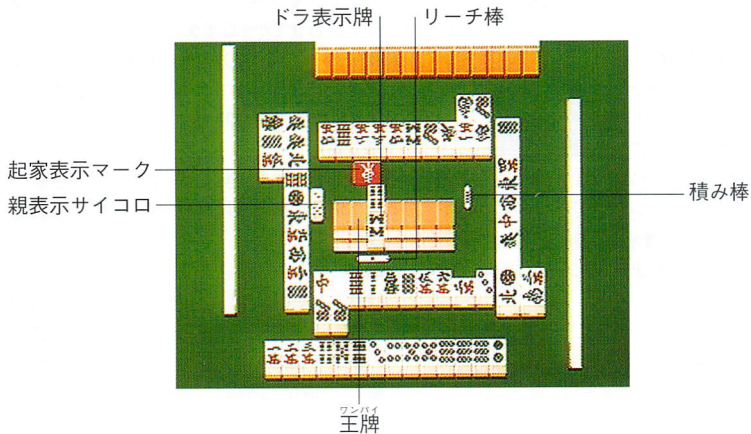 ドラ表示牌
リーチ棒
起家表示マーク
親表示サイコロ
積み棒
ワンパイ
王牌